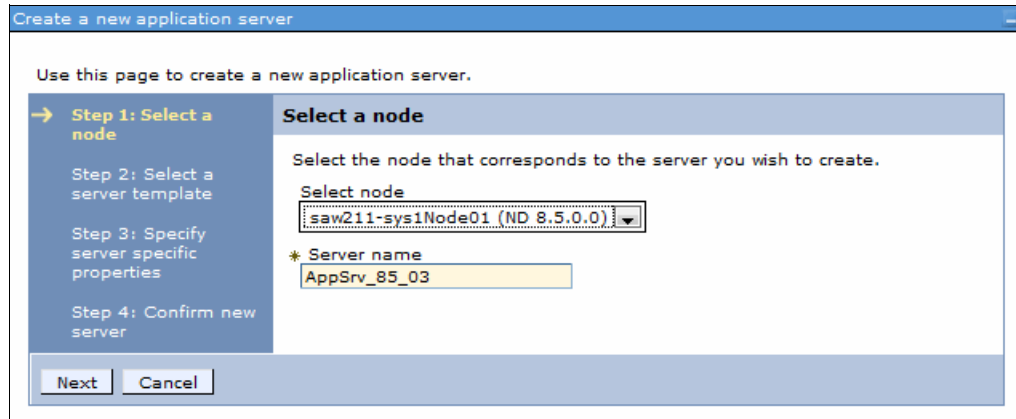 Create a new application server
Use this page to create a new application server.
Step 1: Select a
node
Step 2: Select a
server template
Step 3: Specify
server specific
properties
Step 4: Confirm new
server
Select a node
Select the node that corresponds to the server you wish to create.
Select node
saw211-sys1Node01 (ND 8.5.0.0)
* Server name
AppSrv_85_03
Next Cancel